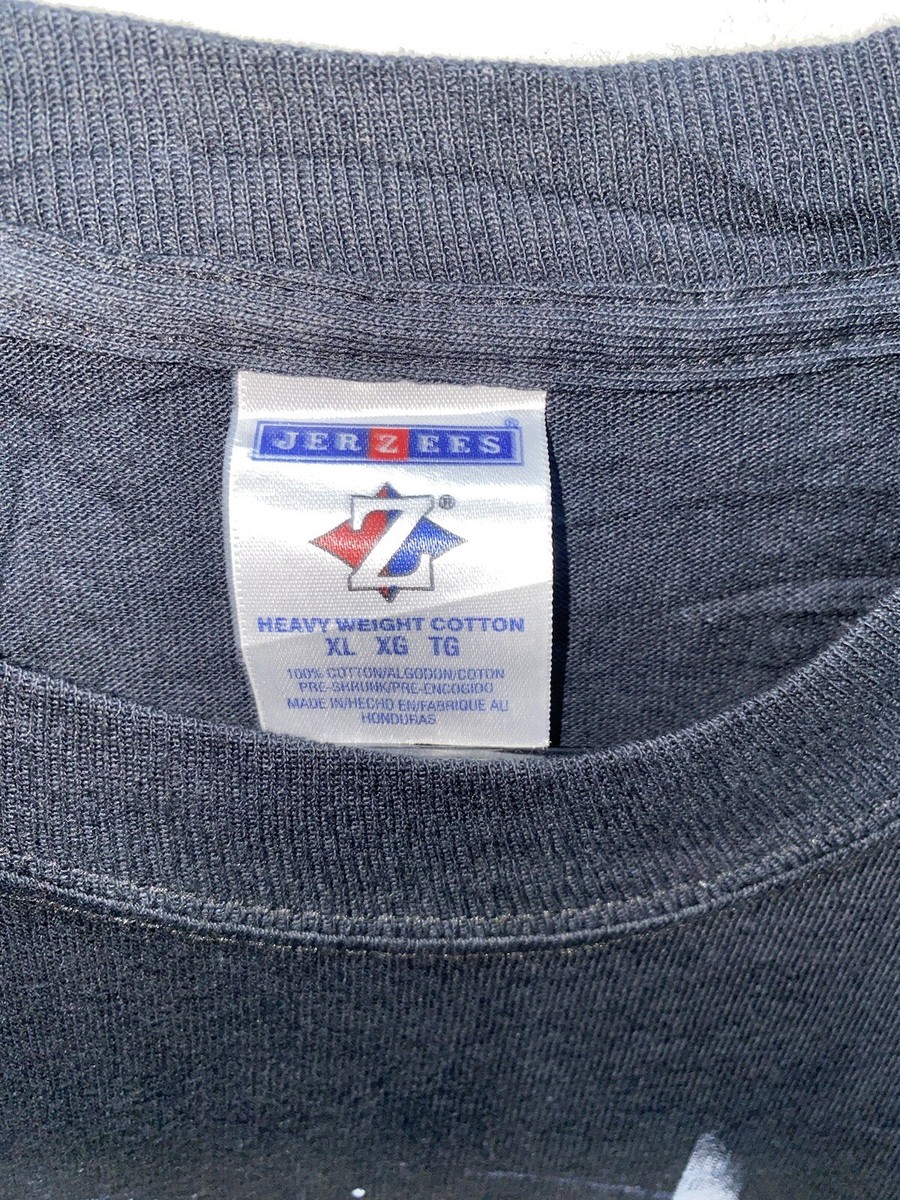 JERZEES®
Z®
HEAVY WEIGHT COTTON
XL XG TG
100% COTTON/ALGODON/COTON
PRE-SHRUNK/PRE-ENCOGIDO
MADE IN/HECHO EN/FABRIQUE AU
HONDURAS